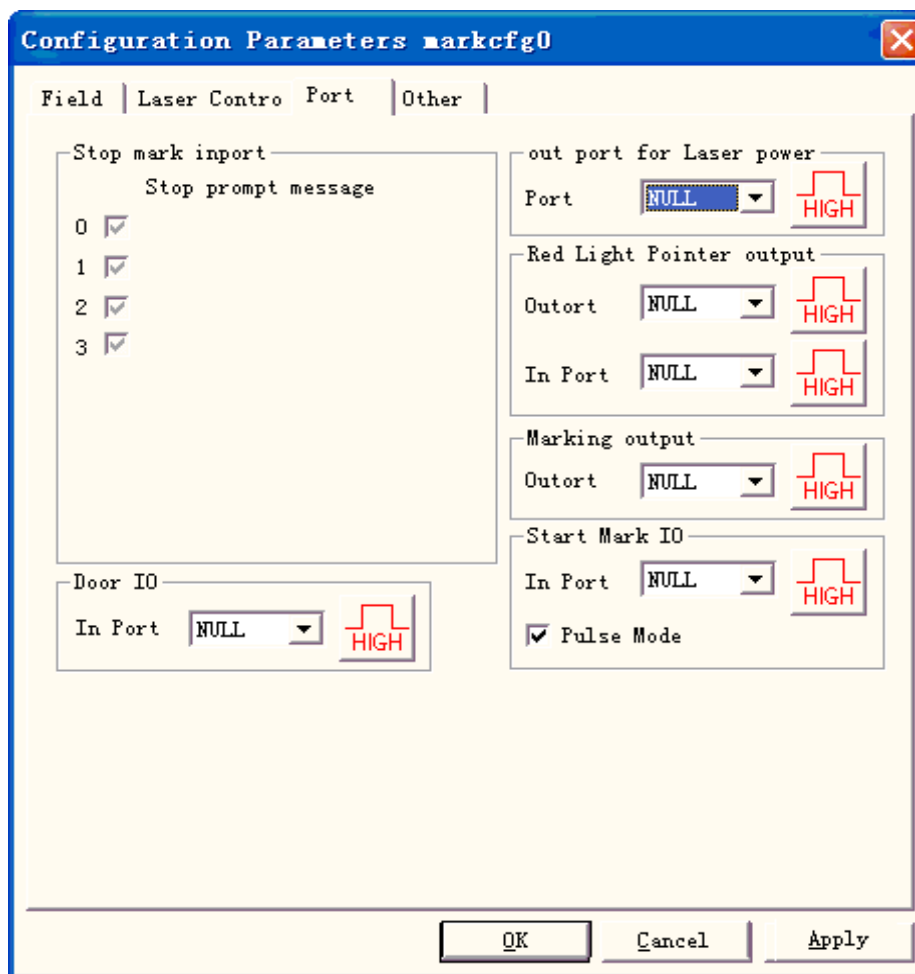 Configuration Parameters markcfg0
Field Laser Contro Port Other
Stop mark inport
Stop prompt message
0
1
2
3
Door IO
In Port NULL HIGH
out port for Laser power
Port NULL HIGH
Red Light Pointer output
Outort NULL HIGH
In Port NULL HIGH
Marking output
Outort NULL HIGH
Start Mark IO
In Port NULL HIGH
Pulse Mode
OK Cancel Apply